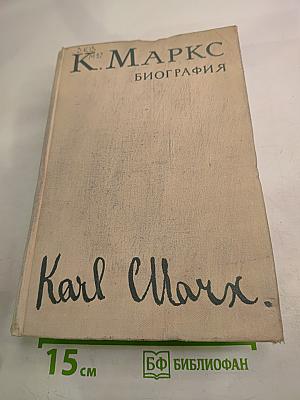 К. МАРКС
БИОГРАФИЯ
Karl Marx.
15 см
БФ БИБЛИОФАН